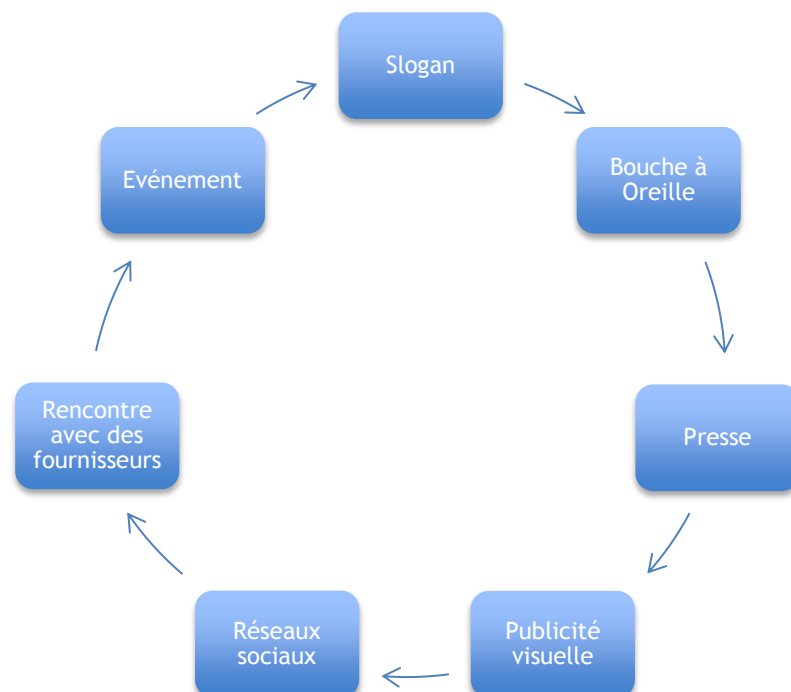 Slogan
Bouche à
Oreille
Presse
Publicité
visuelle
Réseaux
sociaux
Rencontre
avec des
fournisseurs
Evénement